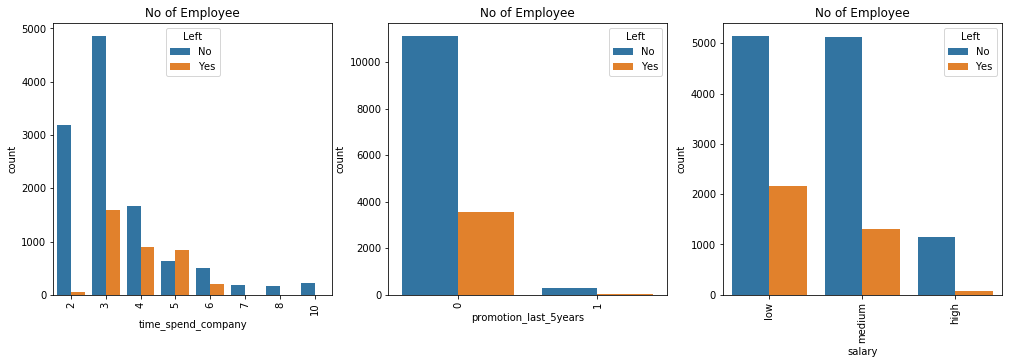 No of Employee
Left
No
Yes
count
5000
4000
3000
2000
1000
0
2
3
4
5
6
7
8
10
time_spend_company
No of Employee
Left
No
Yes
count
10000
8000
6000
4000
2000
0
0
1
promotion_last_5years
No of Employee
Left
No
Yes
count
5000
4000
3000
2000
1000
0
low
medium
high
salary